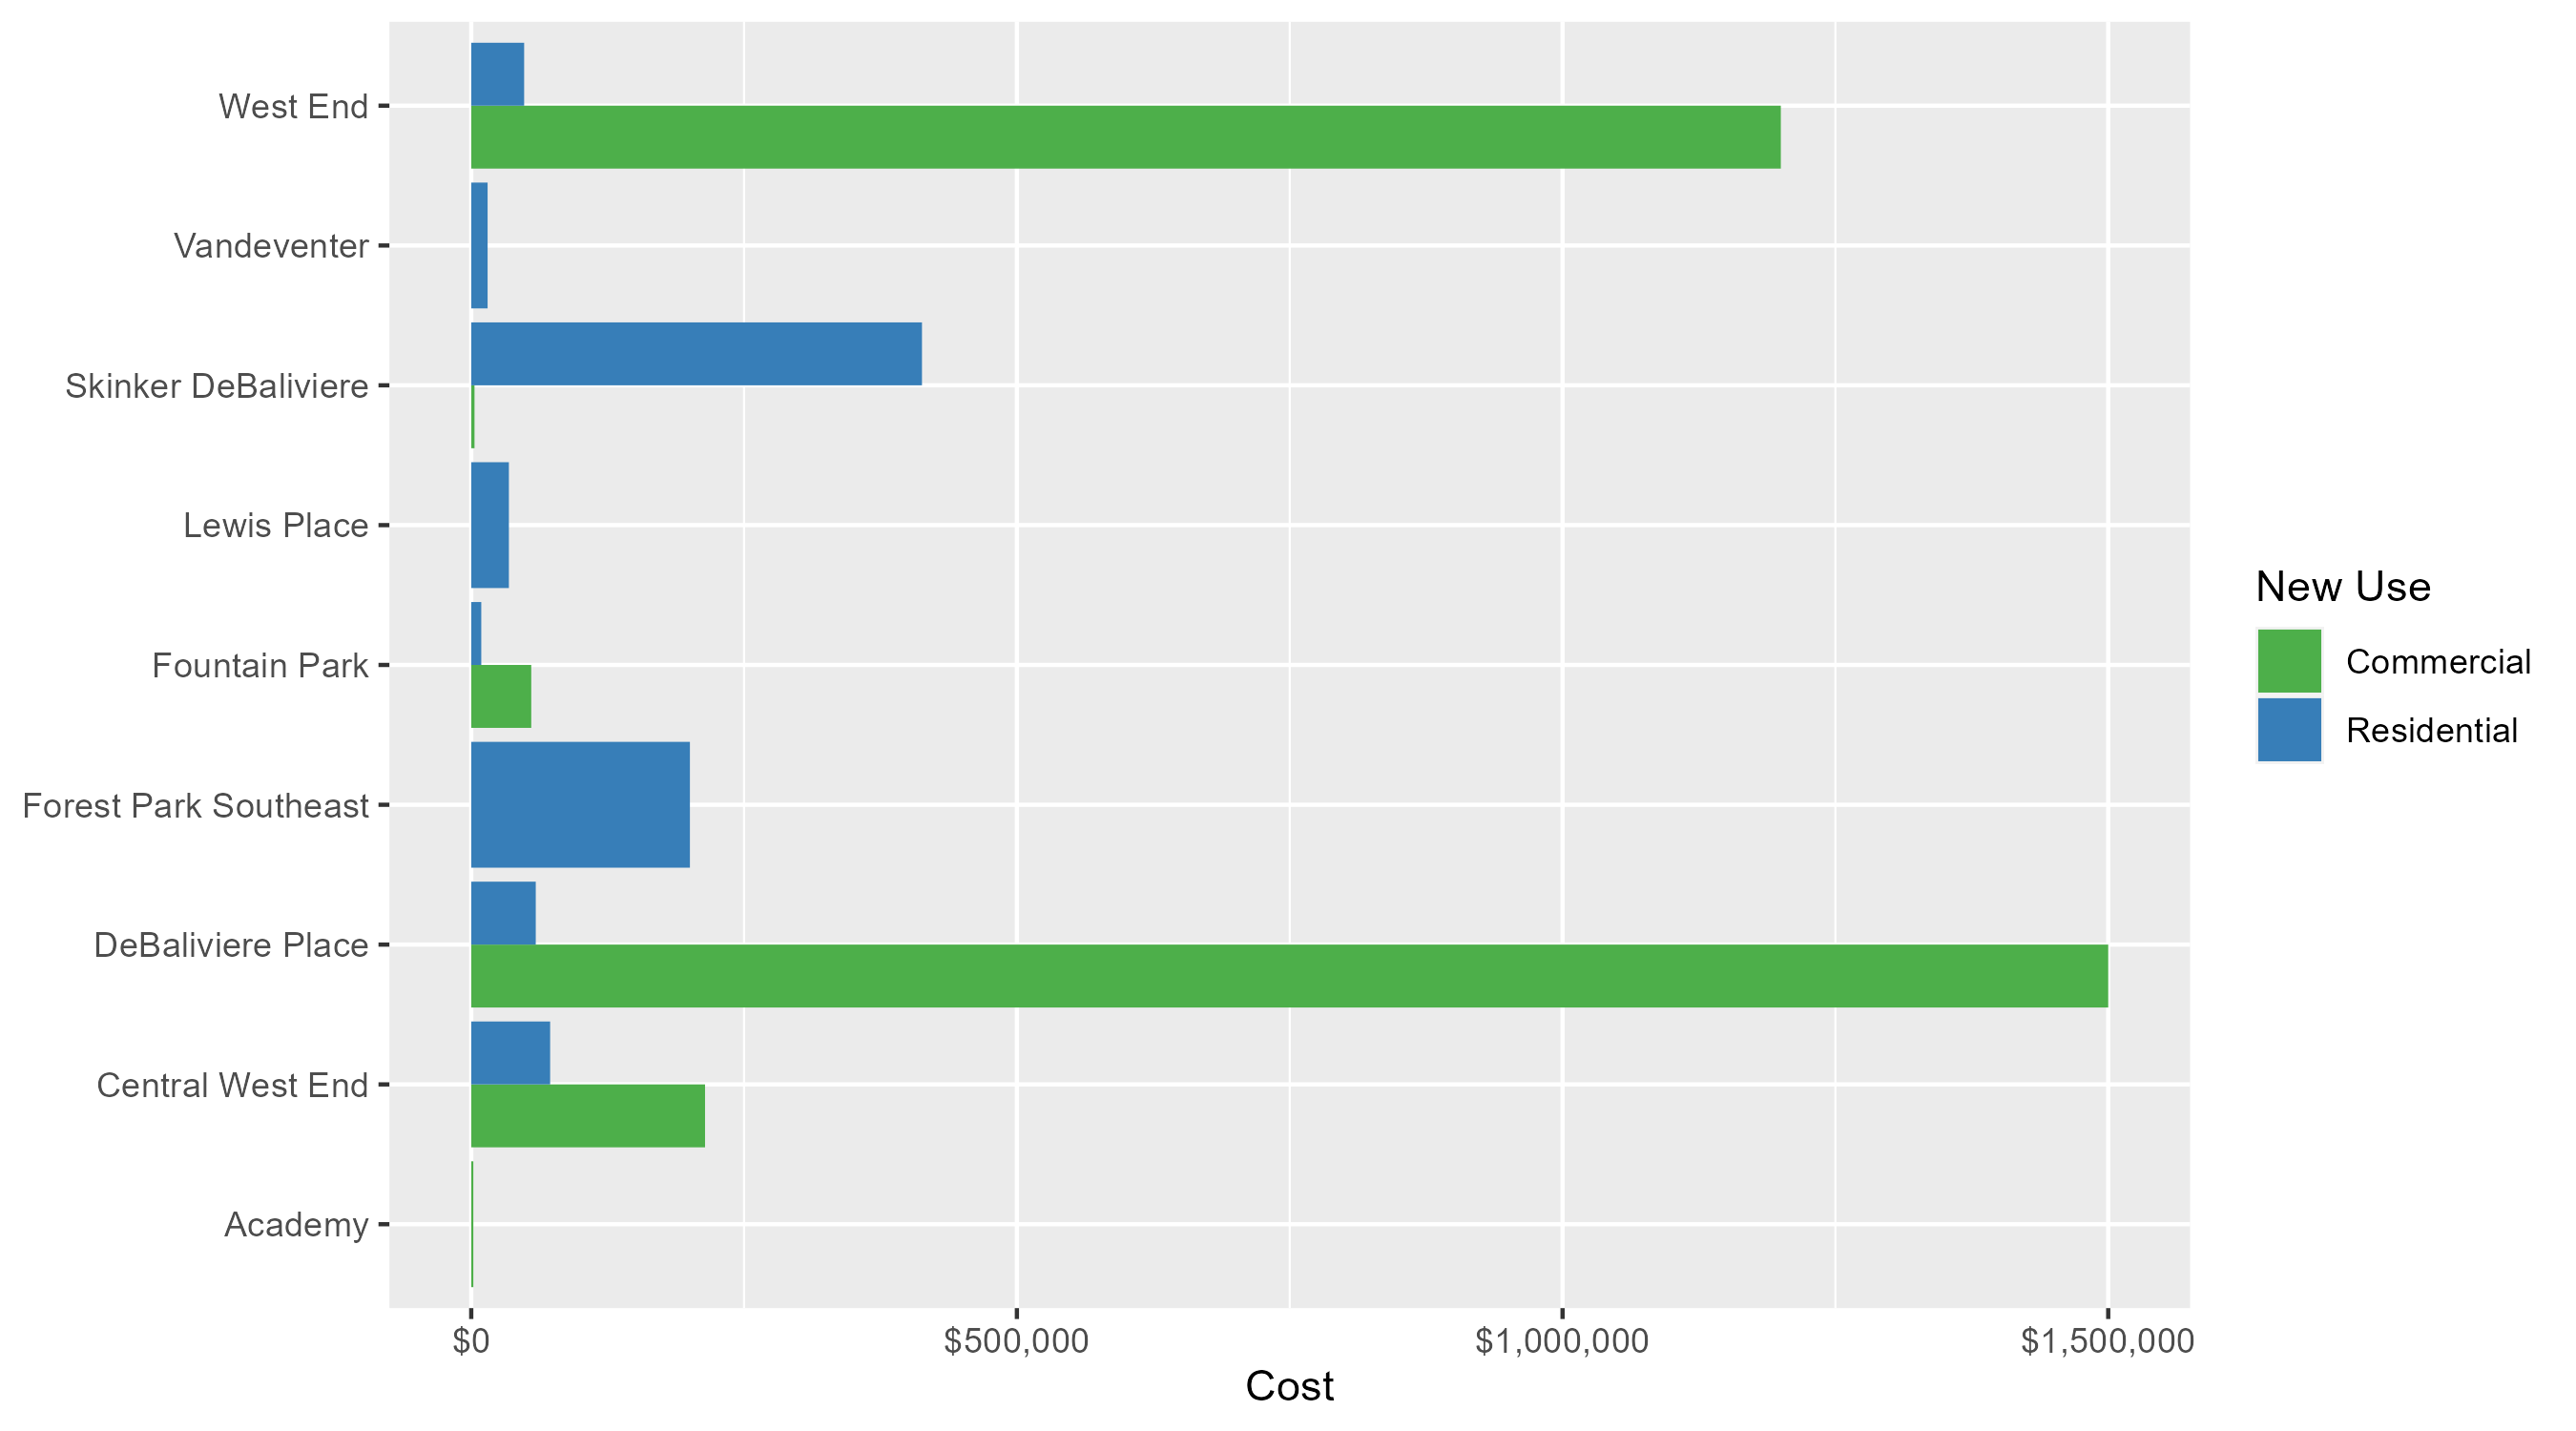 West End
Vandeventer
Skinker DeBaliviere
Lewis Place
Fountain Park
Forest Park Southeast
DeBaliviere Place
Central West End
Academy
$0
$500,000
$1,000,000
$1,500,000
Cost
New Use
Commercial
Residential